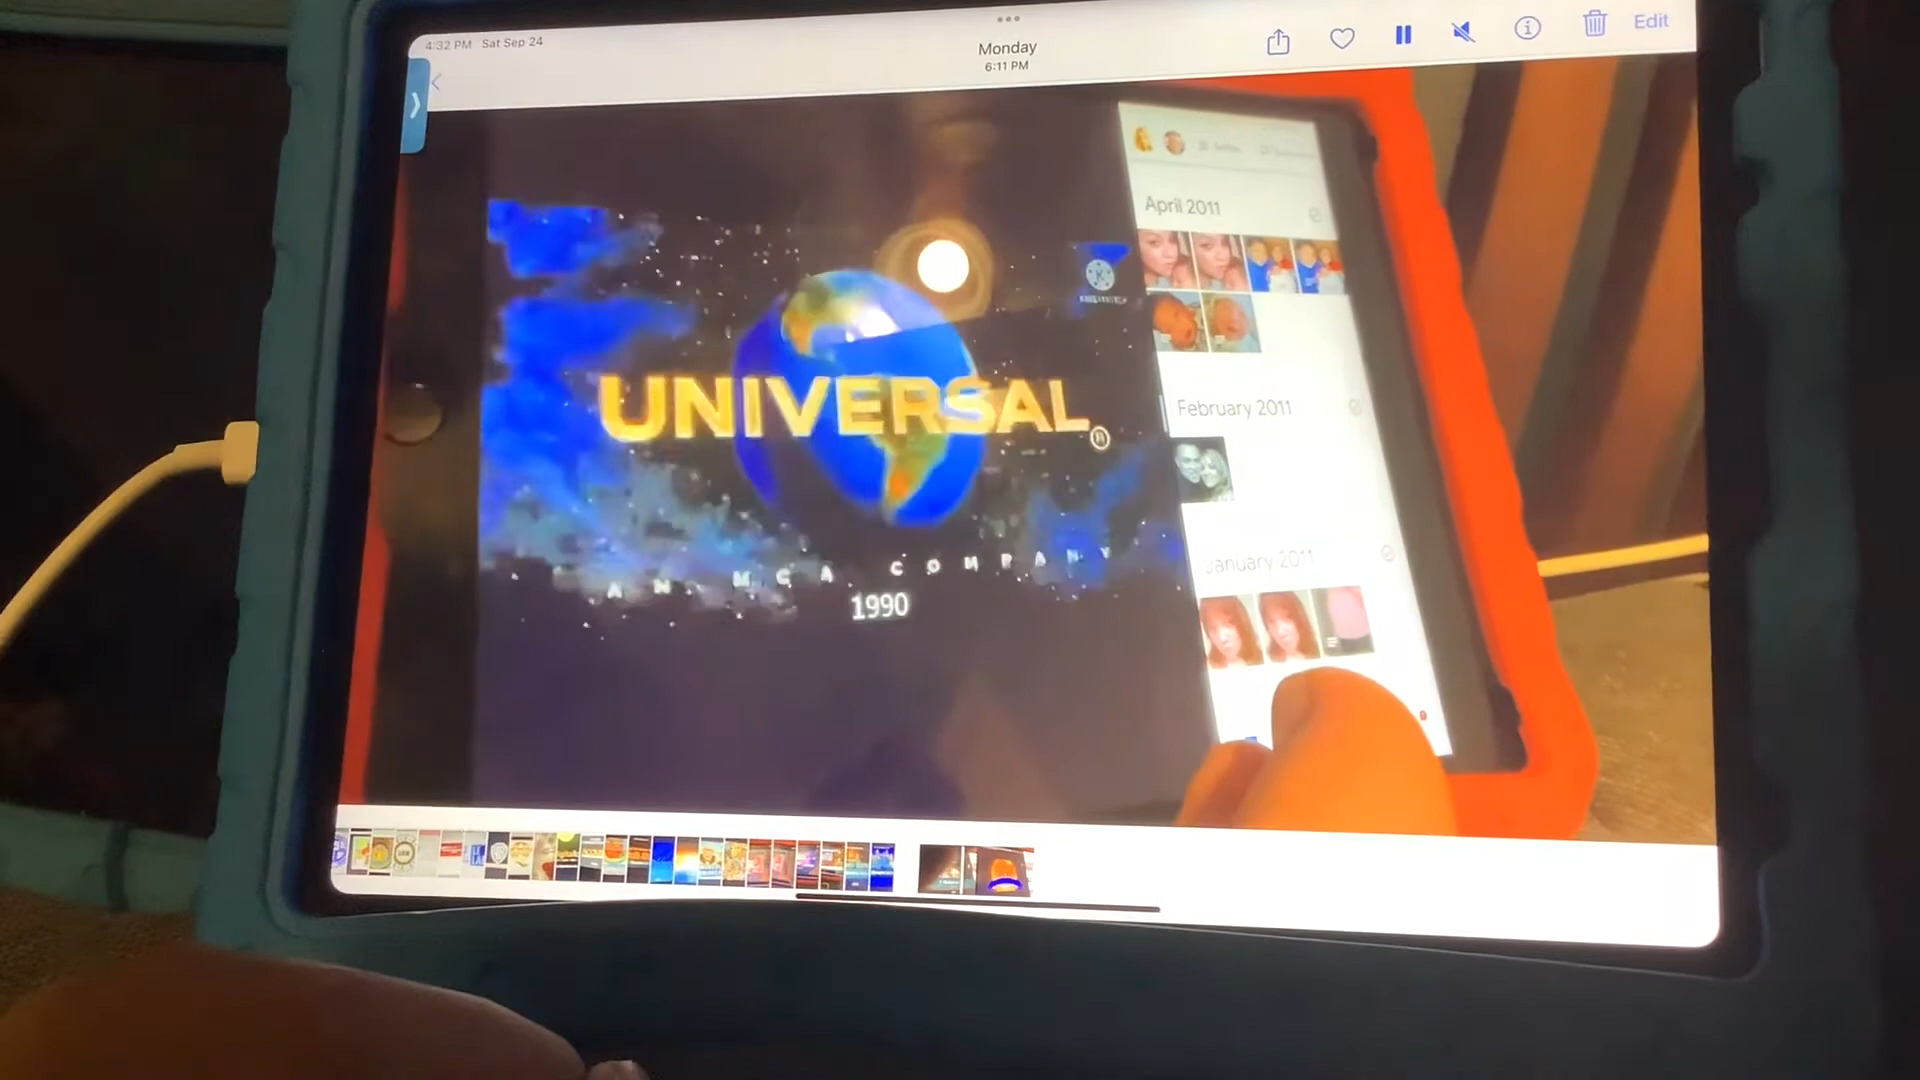 4:32 PM Sat Sep 24
Monday
6:11 PM
Edit
April 2011
UNIVERSAL
®
February 2011
January 2011
AN MCA COMPANY
1990